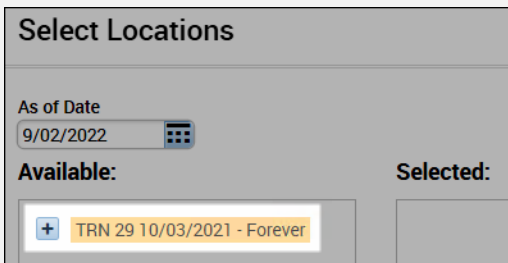 Select Locations
As of Date
9/02/2022
Available:
Selected:
TRN 29 10/03/2021 - Forever